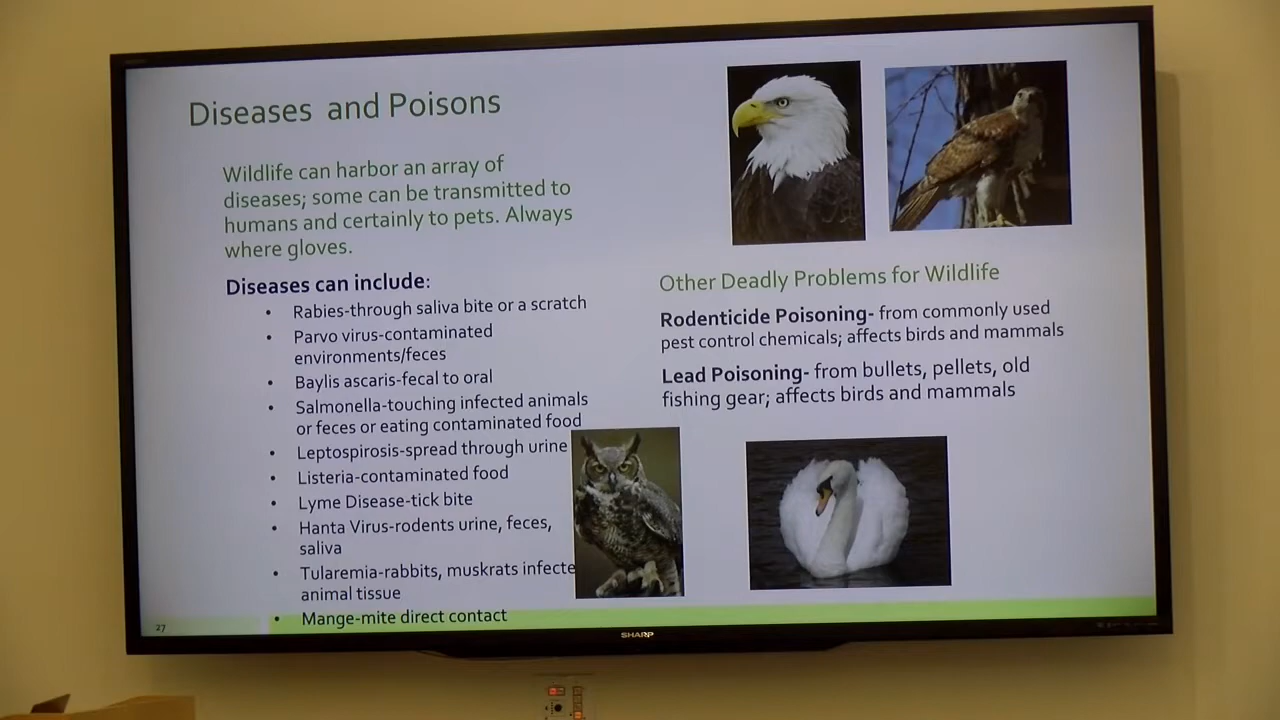 Diseases and Poisons
Wildlife can harbor an array of
diseases; some can be transmitted to
humans and certainly to pets. Always
where gloves.
Diseases can include:
• Rabies-through saliva bite or a scratch
• Parvo virus-contaminated
environments/feces
• Baylis ascaris-fecal to oral
• Salmonella-touching infected animals
or feces or eating contaminated food
• Leptospirosis-spread through urine
• Listeria-contaminated food
• Lyme Disease-tick bite
• Hanta Virus-rodents urine, feces,
saliva
• Tularemia-rabbits, muskrats infecte
animal tissue
• Mange-mite direct contact
27
Other Deadly Problems for Wildlife
Rodenticide Poisoning- from commonly used
pest control chemicals; affects birds and mammals
Lead Poisoning- from bullets, pellets, old
fishing gear; affects birds and mammals
SHARP